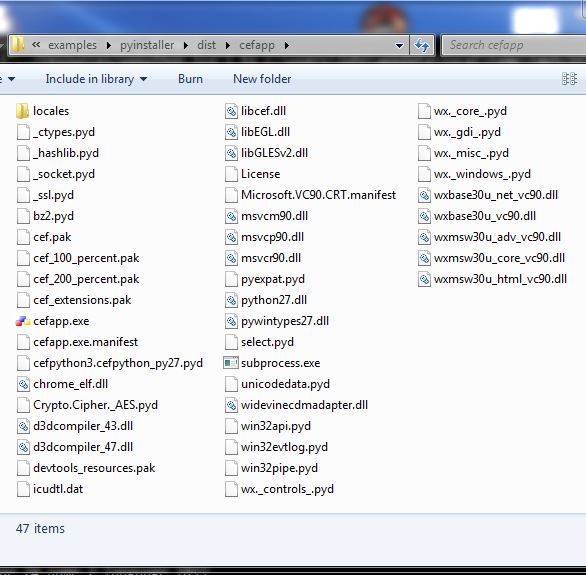 « examples pyinstaller dist cefapp
Search cefapp
Include in library Burn New folder
locales
_ctypes.pyd
_hashlib.pyd
_socket.pyd
_ssl.pyd
bz2.pyd
cef.pak
cef_100_percent.pak
cef_200_percent.pak
cef_extensions.pak
cefapp.exe
cefapp.exe.manifest
cefpython3.cefpython_py27.pyd
chrome_elf.dll
Crypto.Cipher._AES.pyd
d3dcompiler_43.dll
d3dcompiler_47.dll
devtools_resources.pak
icudtl.dat
libcef.dll
libEGL.dll
libGLESv2.dll
License
Microsoft.VC90.CRT.manifest
msvcm90.dll
msvcp90.dll
msvcr90.dll
pyexpat.pyd
python27.dll
pywintypes27.dll
select.pyd
subprocess.exe
unicodedata.pyd
widevinecdmadapter.dll
win32api.pyd
win32evtlog.pyd
win32pipe.pyd
wx._controls_.pyd
wx._core_.pyd
wx._gdi_.pyd
wx._misc_.pyd
wx._windows_.pyd
wxbase30u_net_vc90.dll
wxbase30u_vc90.dll
wxmsw30u_adv_vc90.dll
wxmsw30u_core_vc90.dll
wxmsw30u_html_vc90.dll
47 items